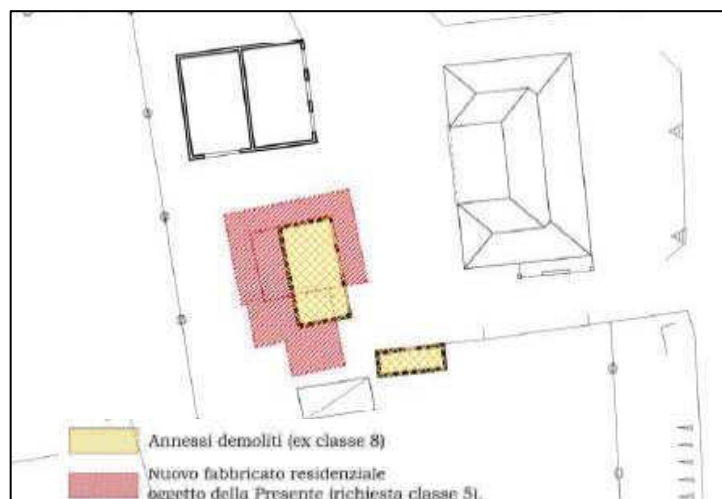 Annessi demoliti (ex classe 8)
Nuovo fabbricato residenziale
oggetto della Presente (richiesta classe 5).